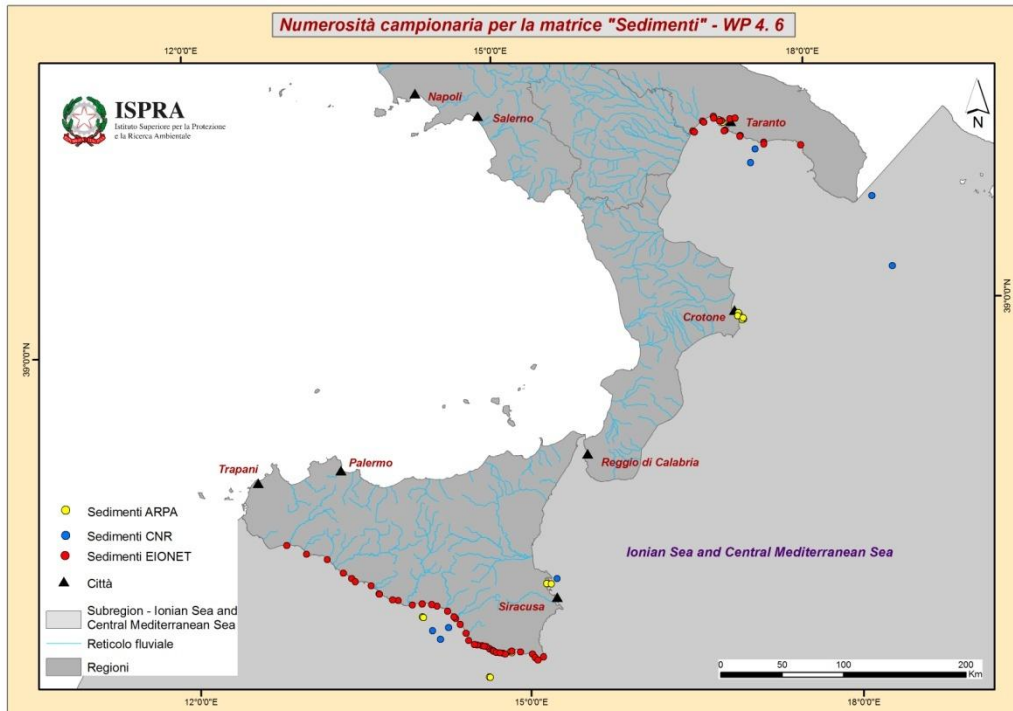 Numerosità campionaria per la matrice "Sedimenti" - WP 4. 6
12°0'0"E
15°0'0"E
18°0'0"E
ISPRA
Istituto Superiore per la Protezione
e la Ricerca Ambientale
Napoli
Salerno
Taranto
N
39°0'0"N
Crotone
39°0'0"N
Reggio di Calabria
Trapani
Palermo
Ionian Sea and Central Mediterranean Sea
Siracusa
Sedimenti ARPA
Sedimenti CNR
Sedimenti EIONET
Città
Subregion - Ionian Sea and
Central Mediterranean Sea
Reticolo fluviale
Regioni
0 50 100 200
Km
12°0'0"E
15°0'0"E
18°0'0"E